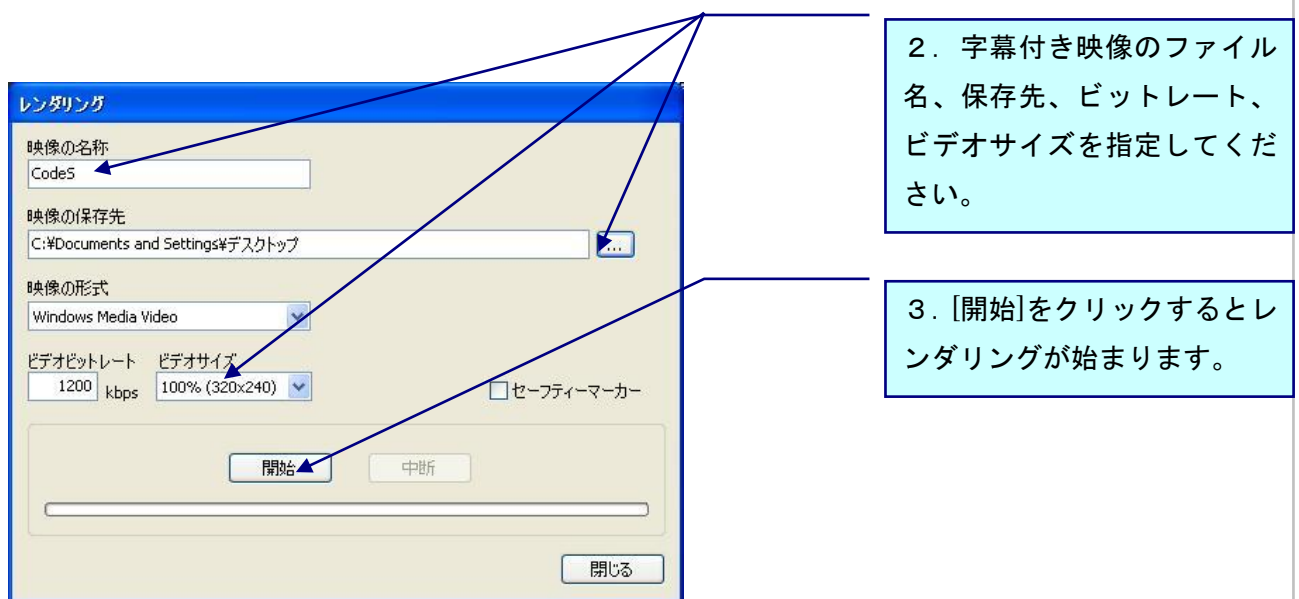 ２．字幕付き映像のファイル
名、保存先、ビットレート、
ビデオサイズを指定してくだ
さい。
レンダリング
映像の名称
CodeS
映像の保存先
C:¥Documents and Settings¥デスクトップ
...
映像の形式
Windows Media Video
ビデオビットレート ビデオサイズ
1200 kbps 100% (320x240)
セーフティーマーカー
開始 中断
閉じる
３．[開始]をクリックするとレ
ンダリングが始まります。